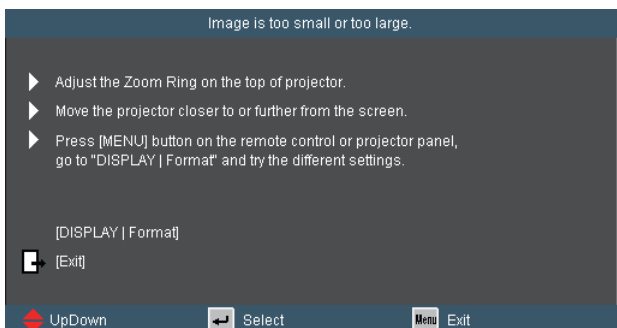 Image is too small or too large.
Adjust the Zoom Ring on the top of projector.
Move the projector closer to or further from the screen.
Press [MENU] button on the remote control or projector panel,
go to "DISPLAY | Format" and try the different settings.
[DISPLAY | Format]
[Exit]
UpDown Select Menu Exit